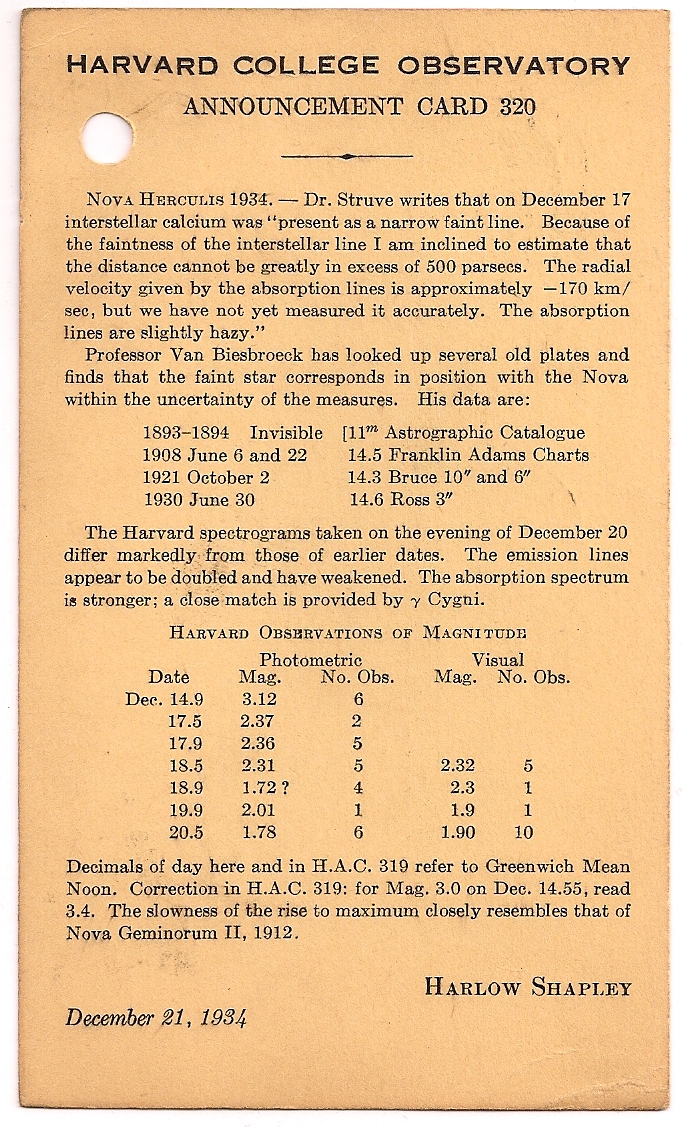 HARVARD COLLEGE OBSERVATORY
ANNOUNCEMENT CARD 320
NOVA HERCULIS 1934. — Dr. Struve writes that on December 17
interstellar calcium was “present as a narrow faint line. Because of
the faintness of the interstellar line I am inclined to estimate that
the distance cannot be greatly in excess of 500 parsecs. The radial
velocity given by the absorption lines is approximately −170 km/
sec, but we have not yet measured it accurately. The absorption
lines are slightly hazy.”
Professor Van Biesbroeck has looked up several old plates and
finds that the faint star corresponds in position with the Nova
within the uncertainty of the measures. His data are:
1893–1894 Invisible [11ᵐ Astrographic Catalogue
1908 June 6 and 22 14.5 Franklin Adams Charts
1921 October 2 14.3 Bruce 10″ and 6″
1930 June 30 14.6 Ross 3″
The Harvard spectrograms taken on the evening of December 20
differ markedly from those of earlier dates. The emission lines
appear to be doubled and have weakened. The absorption spectrum
is stronger; a close match is provided by γ Cygni.
HARVARD OBSERVATIONS OF MAGNITUDE
Photometric Visual
Date Mag. No. Obs. Mag. No. Obs.
Dec. 14.9 3.12 6
17.5 2.37 2
17.9 2.36 5
18.5 2.31 5 2.32 5
18.9 1.72 ? 4 2.3 1
19.9 2.01 1 1.9 1
20.5 1.78 6 1.90 10
Decimals of day here and in H.A.C. 319 refer to Greenwich Mean
Noon. Correction in H.A.C. 319: for Mag. 3.0 on Dec. 14.55, read
3.4. The slowness of the rise to maximum closely resembles that of
Nova Geminorum II, 1912.
HARLOW SHAPLEY
December 21, 1934